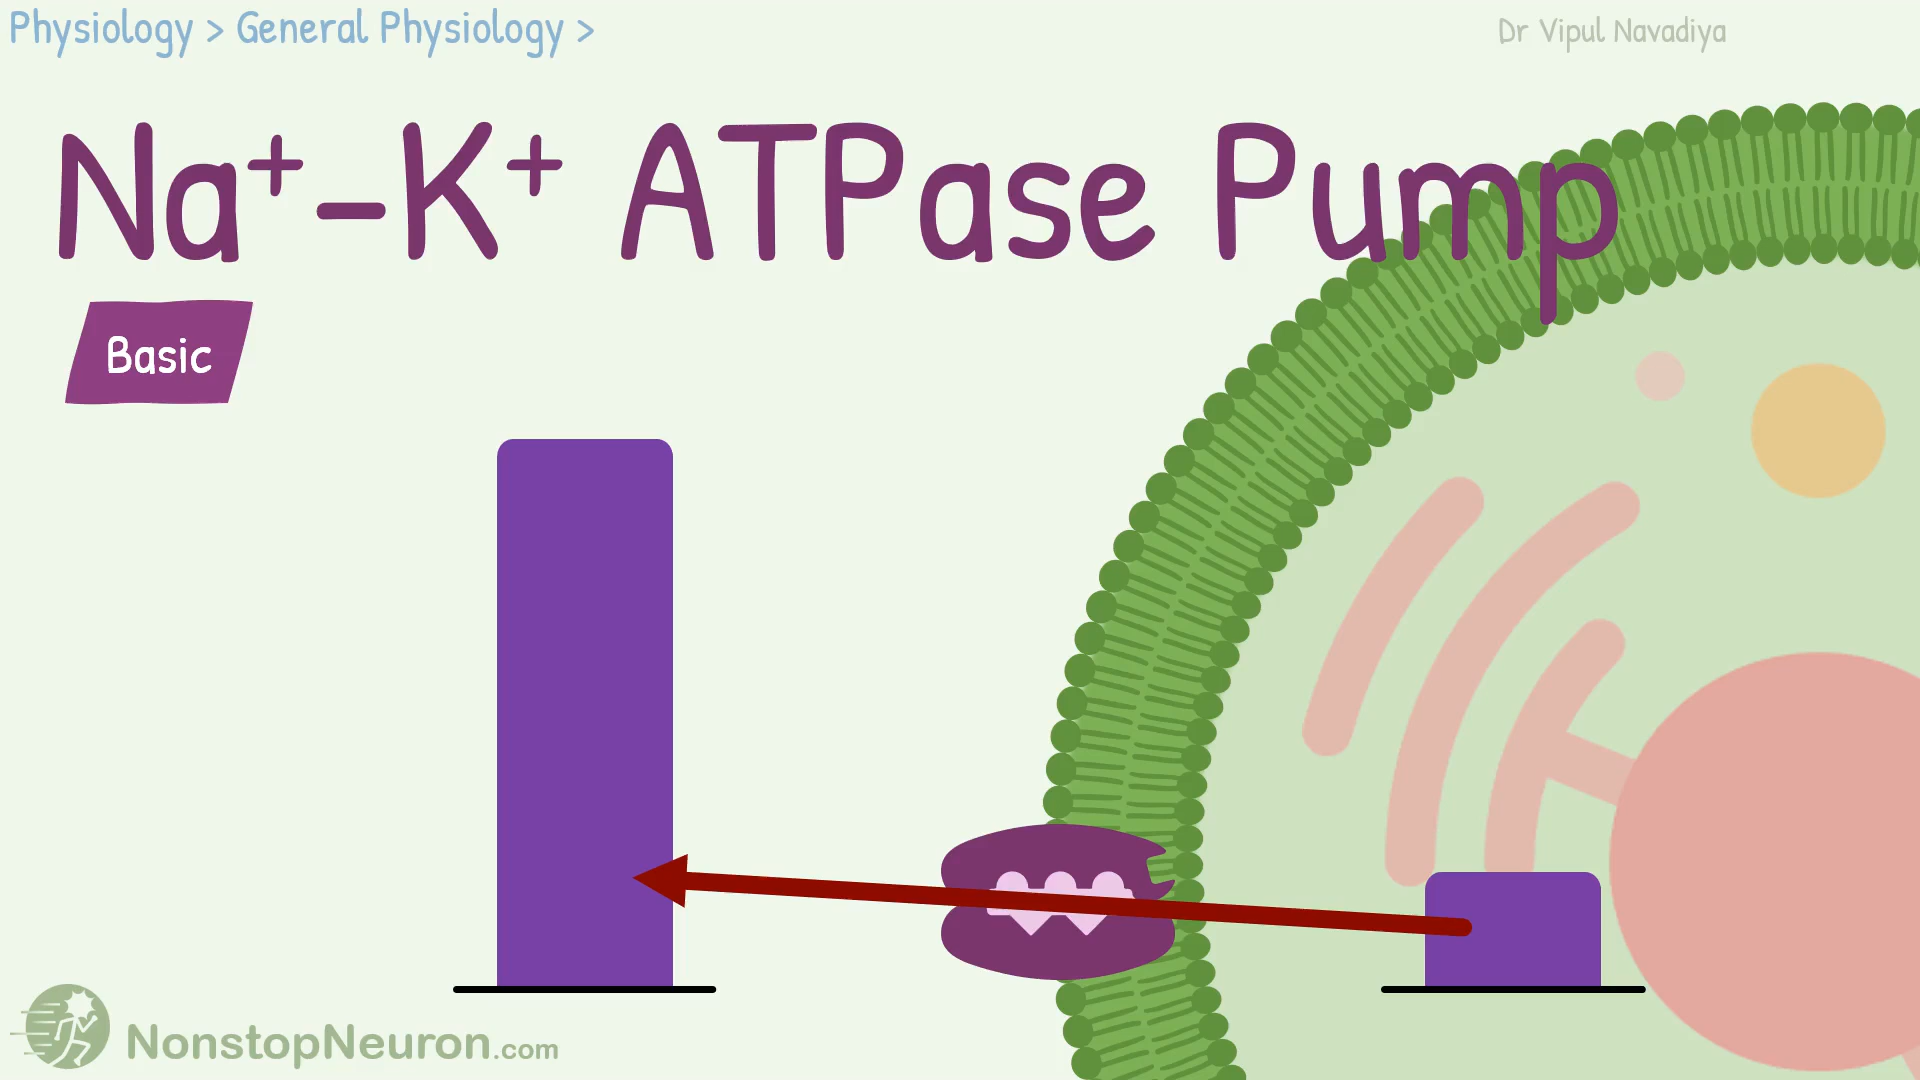 Physiology > General Physiology >
Dr Vipul Navadiya
Na⁺-K⁺ ATPase Pump
Basic
NonstopNeuron.com